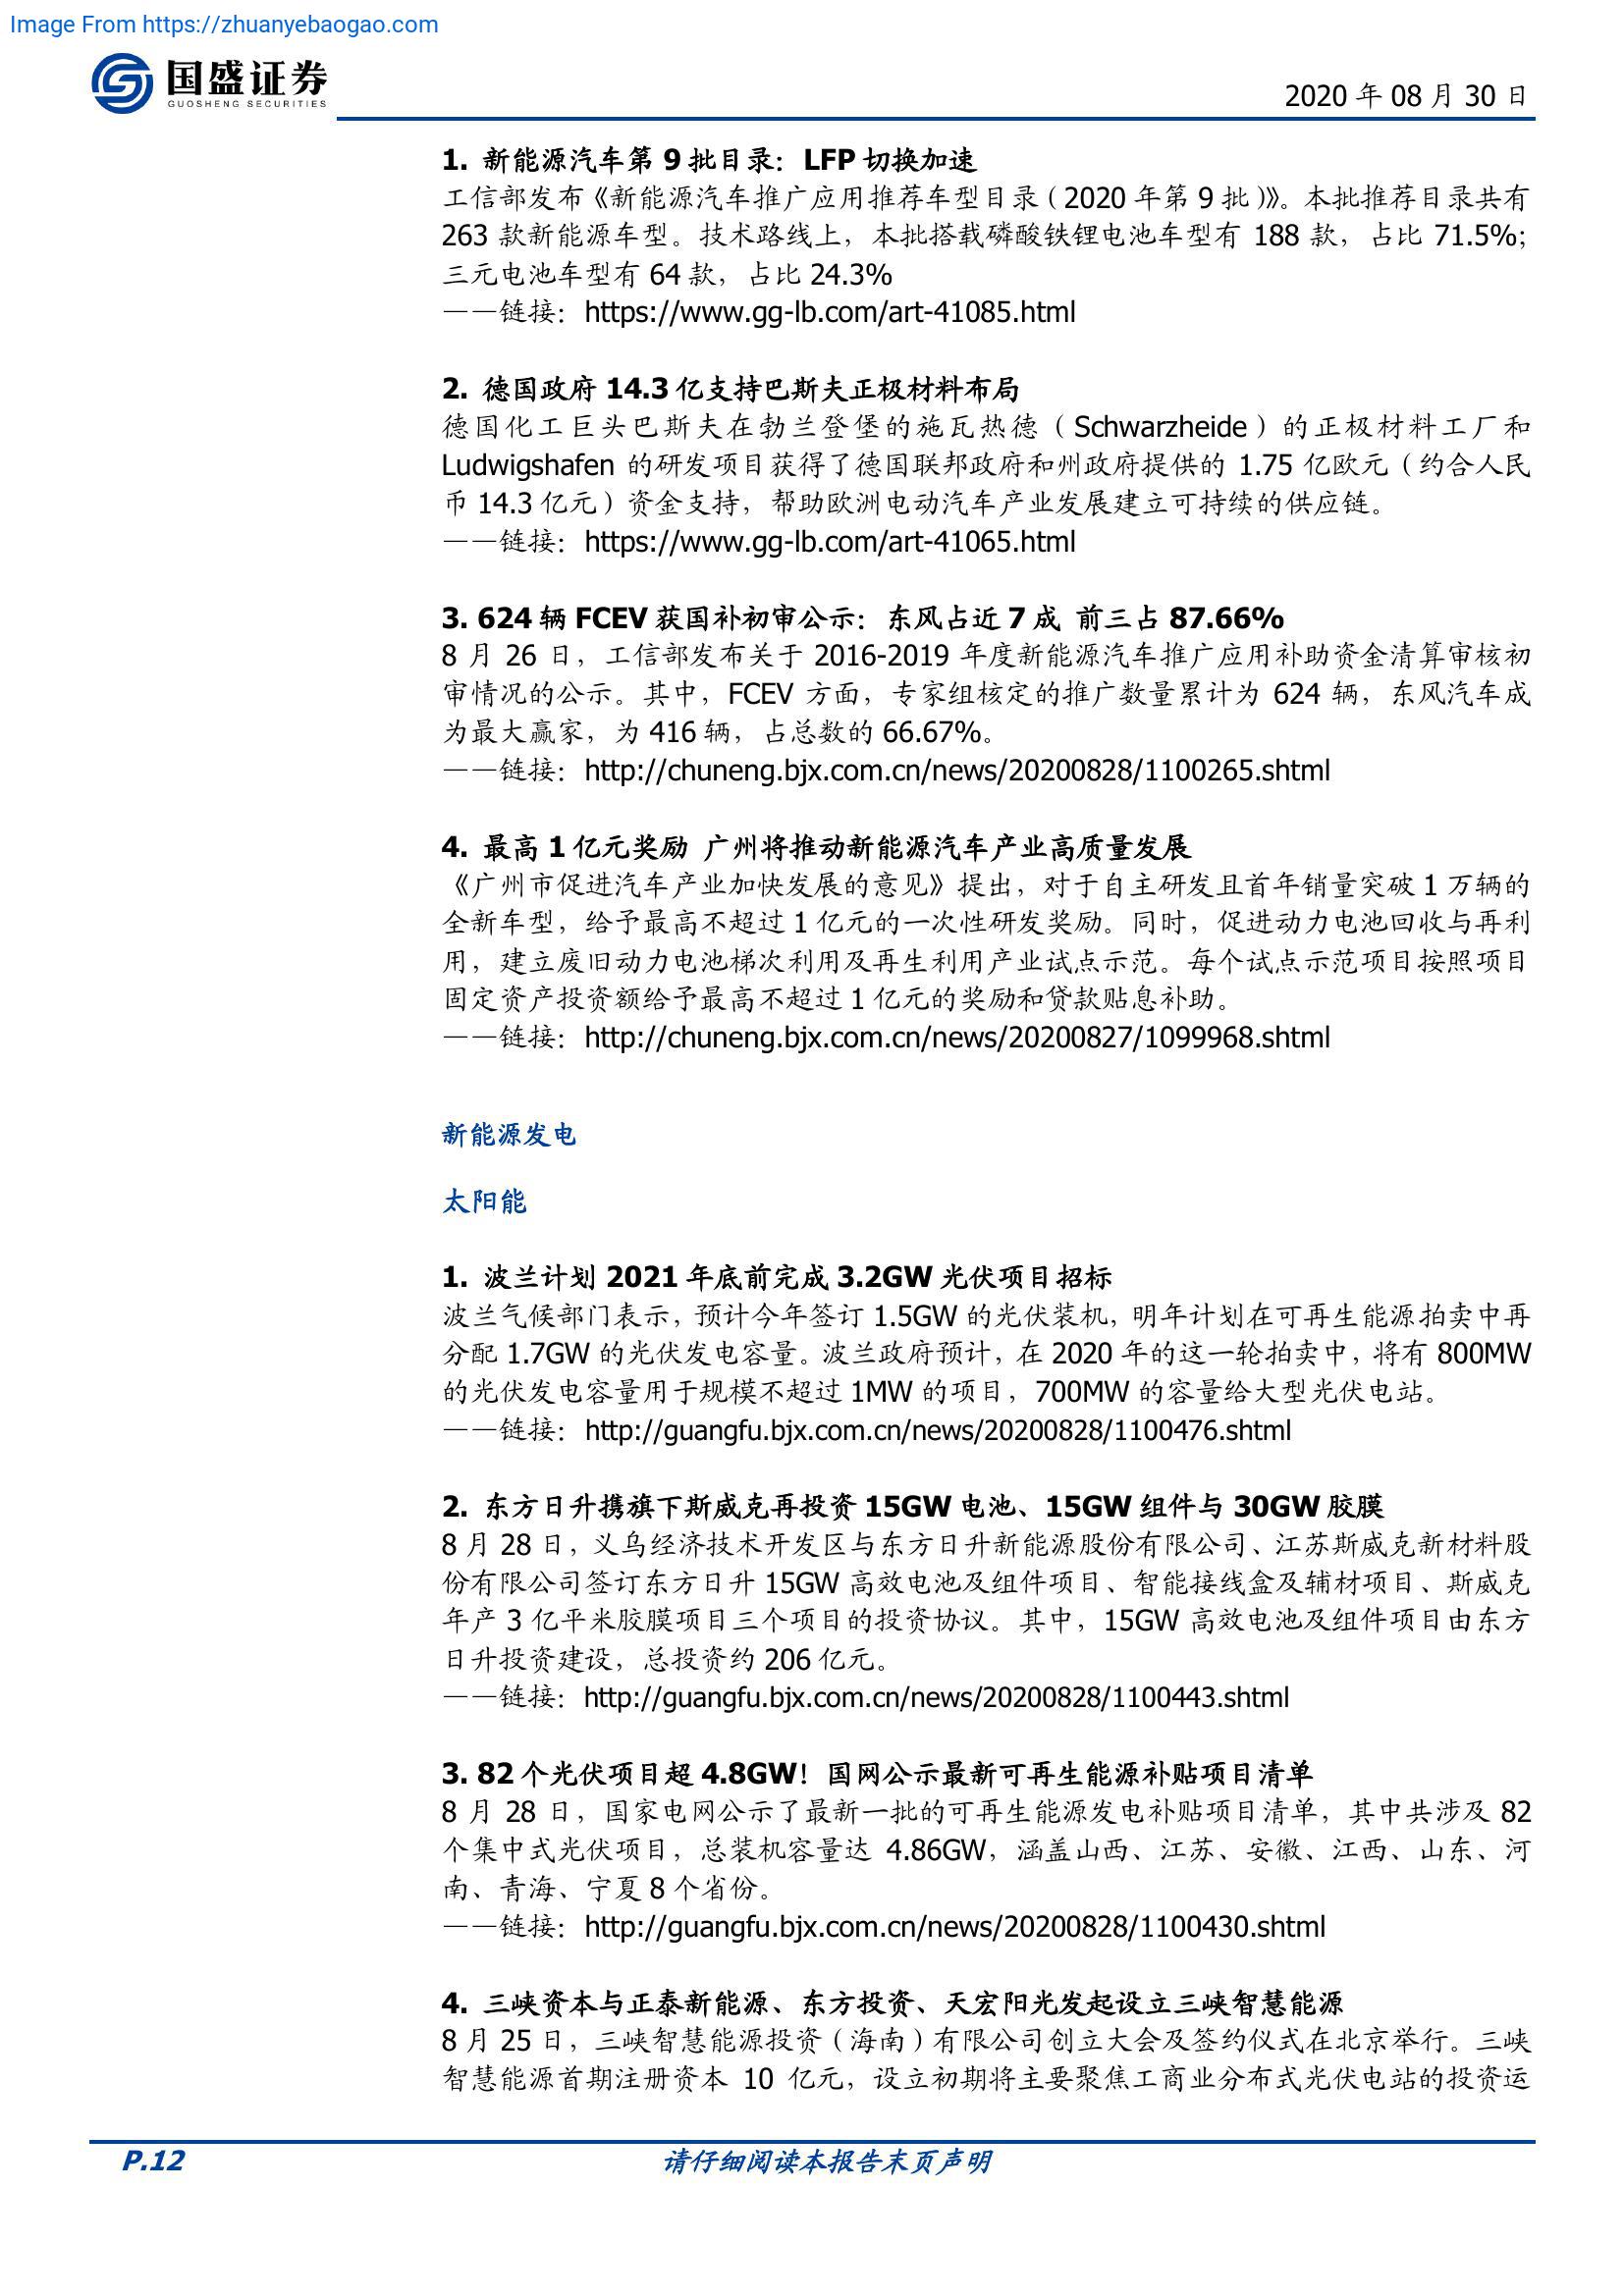 Image From https://zhuanyebaogao.com
国盛证券
GUOSHENG SECURITIES
2020 年 08 月 30 日
1. 新能源汽车第 9 批目录：LFP 切换加速
工信部发布《新能源汽车推广应用推荐车型目录（2020 年第 9 批）》。本批推荐目录共有
263 款新能源车型。技术路线上，本批搭载磷酸铁锂电池车型有 188 款，占比 71.5%；
三元电池车型有 64 款，占比 24.3%
——链接：https://www.gg-lb.com/art-41085.html
2. 德国政府 14.3 亿支持巴斯夫正极材料布局
德国化工巨头巴斯夫在勃兰登堡的施瓦热德（Schwarzheide）的正极材料工厂和
Ludwigshafen 的研发项目获得了德国联邦政府和州政府提供的 1.75 亿欧元（约合人民
币 14.3 亿元）资金支持，帮助欧洲电动汽车产业发展建立可持续的供应链。
——链接：https://www.gg-lb.com/art-41065.html
3. 624 辆 FCEV 获国补初审公示：东风占近 7 成 前三占 87.66%
8 月 26 日，工信部发布关于 2016-2019 年度新能源汽车推广应用补助资金清算审核初
审情况的公示。其中，FCEV 方面，专家组核定的推广数量累计为 624 辆，东风汽车成
为最大赢家，为 416 辆，占总数的 66.67%。
——链接：http://chuneng.bjx.com.cn/news/20200828/1100265.shtml
4. 最高 1 亿元奖励 广州将推动新能源汽车产业高质量发展
《广州市促进汽车产业加快发展的意见》提出，对于自主研发且首年销量突破 1 万辆的
全新车型，给予最高不超过 1 亿元的一次性研发奖励。同时，促进动力电池回收与再利
用，建立废旧动力电池梯次利用及再生利用产业试点示范。每个试点示范项目按照项目
固定资产投资额给予最高不超过 1 亿元的奖励和贷款贴息补助。
——链接：http://chuneng.bjx.com.cn/news/20200827/1099968.shtml
新能源发电
太阳能
1. 波兰计划 2021 年底前完成 3.2GW 光伏项目招标
波兰气候部门表示，预计今年签订 1.5GW 的光伏装机，明年计划在可再生能源拍卖中再
分配 1.7GW 的光伏发电容量。波兰政府预计，在 2020 年的这一轮拍卖中，将有 800MW
的光伏发电容量用于规模不超过 1MW 的项目，700MW 的容量给大型光伏电站。
——链接：http://guangfu.bjx.com.cn/news/20200828/1100476.shtml
2. 东方日升携旗下斯威克再投资 15GW 电池、15GW 组件与 30GW 胶膜
8 月 28 日，义乌经济技术开发区与东方日升新能源股份有限公司、江苏斯威克新材料股
份有限公司签订东方日升 15GW 高效电池及组件项目、智能接线盒及辅材项目、斯威克
年产 3 亿平米胶膜项目三个项目的投资协议。其中，15GW 高效电池及组件项目由东方
日升投资建设，总投资约 206 亿元。
——链接：http://guangfu.bjx.com.cn/news/20200828/1100443.shtml
3. 82 个光伏项目超 4.8GW！国网公示最新可再生能源补贴项目清单
8 月 28 日，国家电网公示了最新一批的可再生能源发电补贴项目清单，其中共涉及 82
个集中式光伏项目，总装机容量达 4.86GW，涵盖山西、江苏、安徽、江西、山东、河
南、青海、宁夏 8 个省份。
——链接：http://guangfu.bjx.com.cn/news/20200828/1100430.shtml
4. 三峡资本与正泰新能源、东方投资、天宏阳光发起设立三峡智慧能源
8 月 25 日，三峡智慧能源投资（海南）有限公司创立大会及签约仪式在北京举行。三峡
智慧能源首期注册资本 10 亿元，设立初期将主要聚焦工商业分布式光伏电站的投资运
P.12
请仔细阅读本报告末页声明